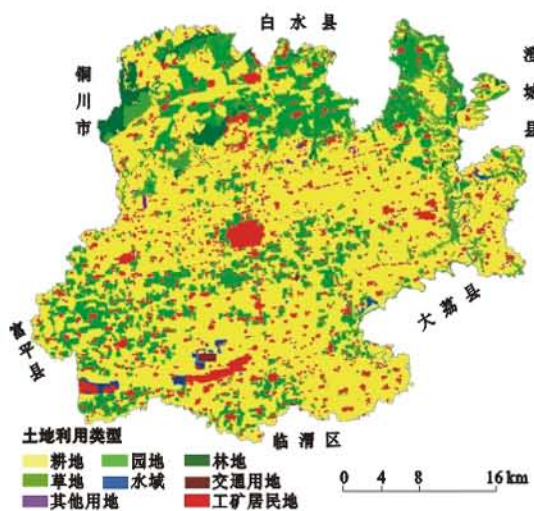 白水县
铜川市
澄城县
富平县
大荔县
临渭区
土地利用类型
耕地 园地 林地
草地 水域 交通用地
其他用地 工矿居民地
0 4 8 16 km